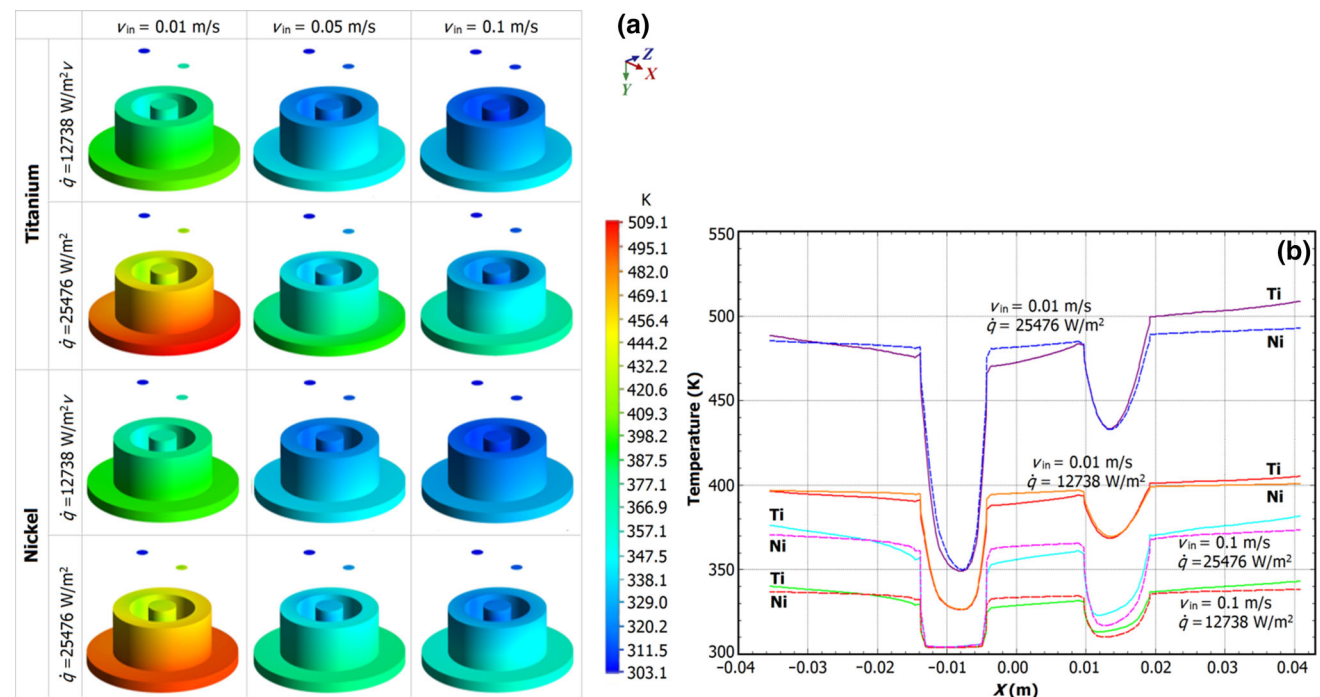 v_in = 0.01 m/s
v_in = 0.05 m/s
v_in = 0.1 m/s
(a)
Z
X
Y
Titanium
q̇ =12738 W/m²v
q̇ =25476 W/m²
Nickel
q̇ =12738 W/m²v
q̇ =25476 W/m²
K
509.1
495.1
482.0
469.1
456.4
444.2
432.2
420.6
409.3
398.2
387.5
376.9
366.9
357.1
347.5
338.1
329.0
320.2
311.5
303.1
(b)
Temperature (K)
550
500
450
400
350
300
v_in = 0.01 m/s
q̇ = 25476 W/m²
Ti
Ni
v_in = 0.01 m/s
q̇ = 12738 W/m²
Ti
Ni
Ti
Ni
v_in = 0.1 m/s
q̇ = 25476 W/m²
Ti
Ni
v_in = 0.1 m/s
q̇ = 12738 W/m²
-0.04 -0.03 -0.02 -0.01 0.00 0.01 0.02 0.03 0.04
X (m)